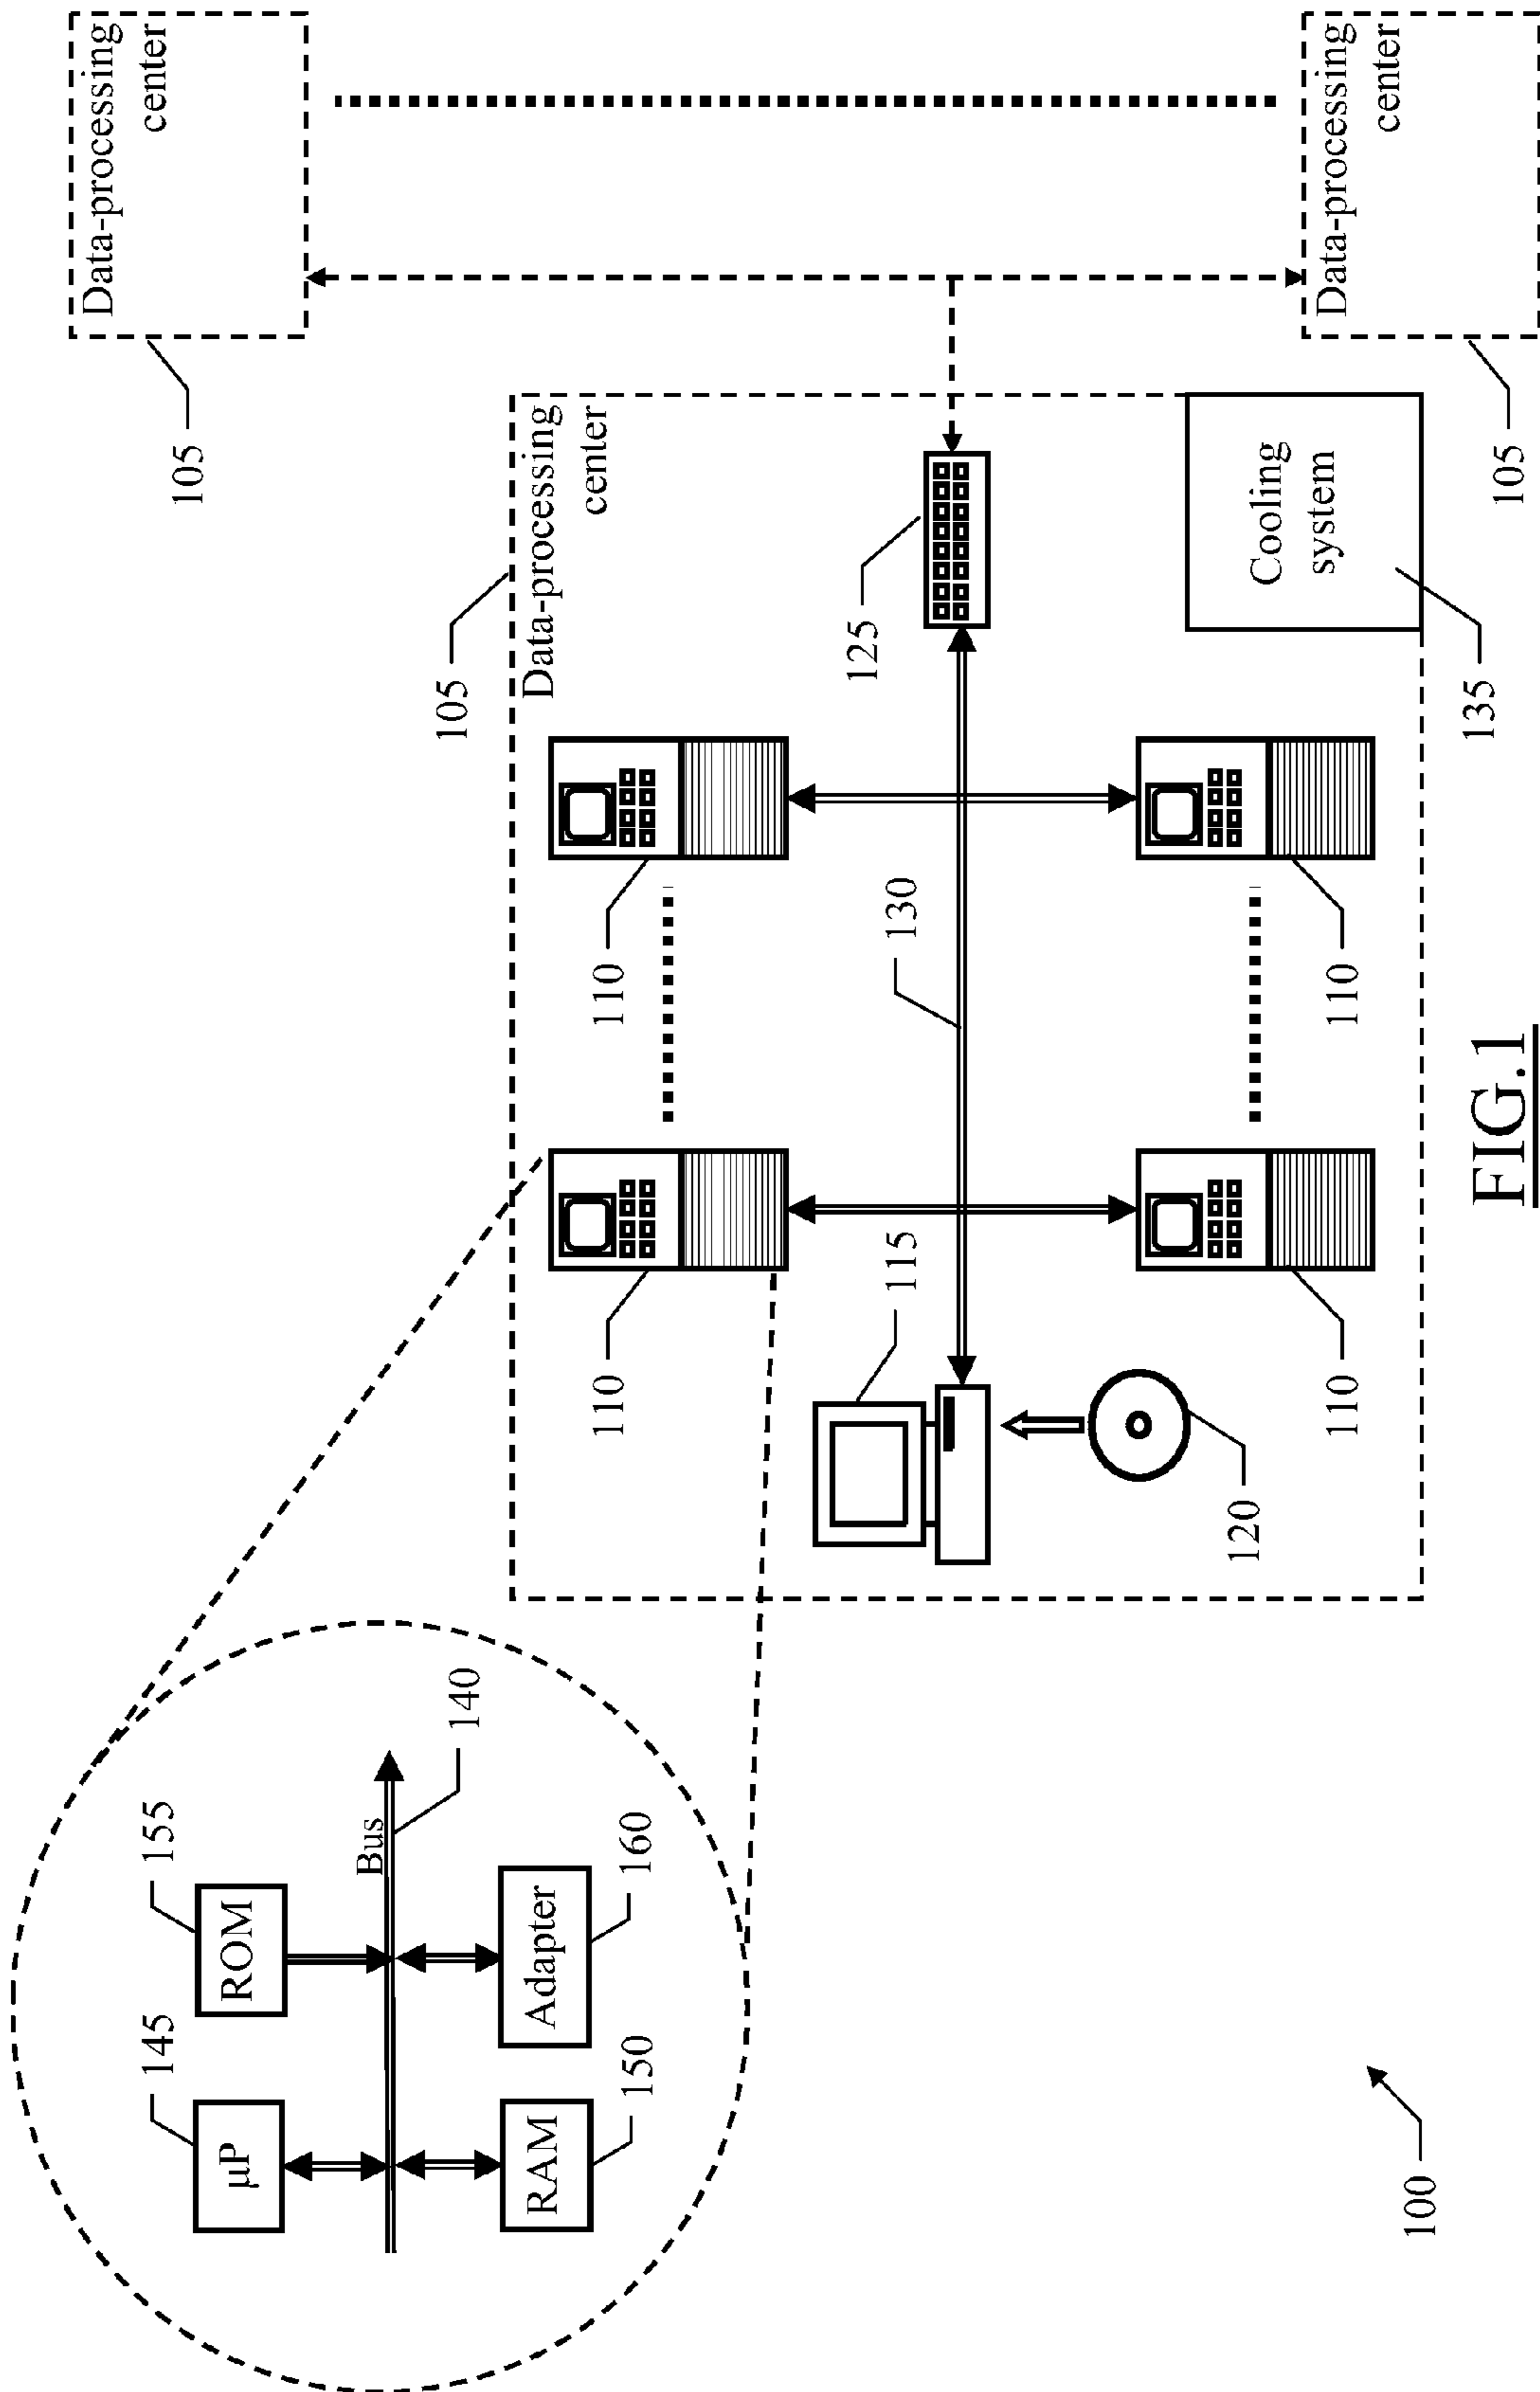 Data-processing
center
105
Data-processing
center
105
Data-processing
center
105
110
110
110
110
115
120
125
130
Cooling
system
135
μP
145
ROM
155
Bus
140
RAM
150
Adapter
160
100
FIG.1